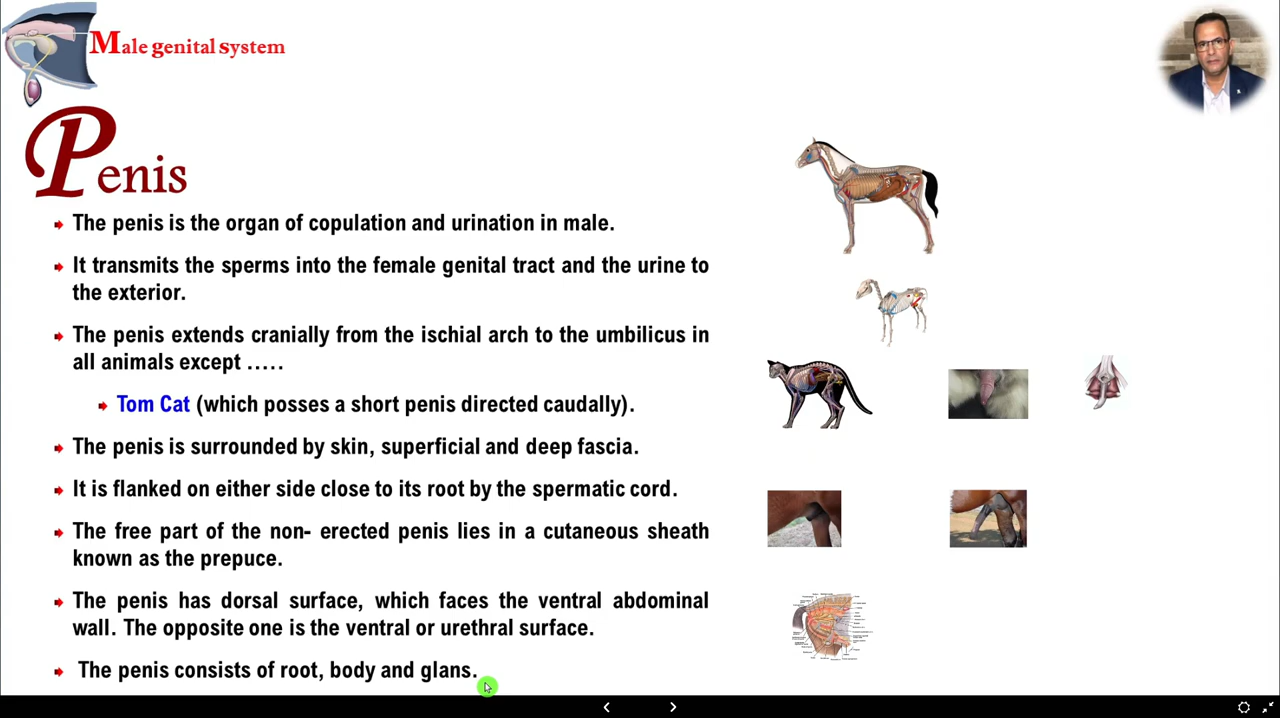 Male genital system
Penis
The penis is the organ of copulation and urination in male.
It transmits the sperms into the female genital tract and the urine to
the exterior.
The penis extends cranially from the ischial arch to the umbilicus in
all animals except .....
Tom Cat (which posses a short penis directed caudally).
The penis is surrounded by skin, superficial and deep fascia.
It is flanked on either side close to its root by the spermatic cord.
The free part of the non- erected penis lies in a cutaneous sheath
known as the prepuce.
The penis has dorsal surface, which faces the ventral abdominal
wall. The opposite one is the ventral or urethral surface.
The penis consists of root, body and glans.